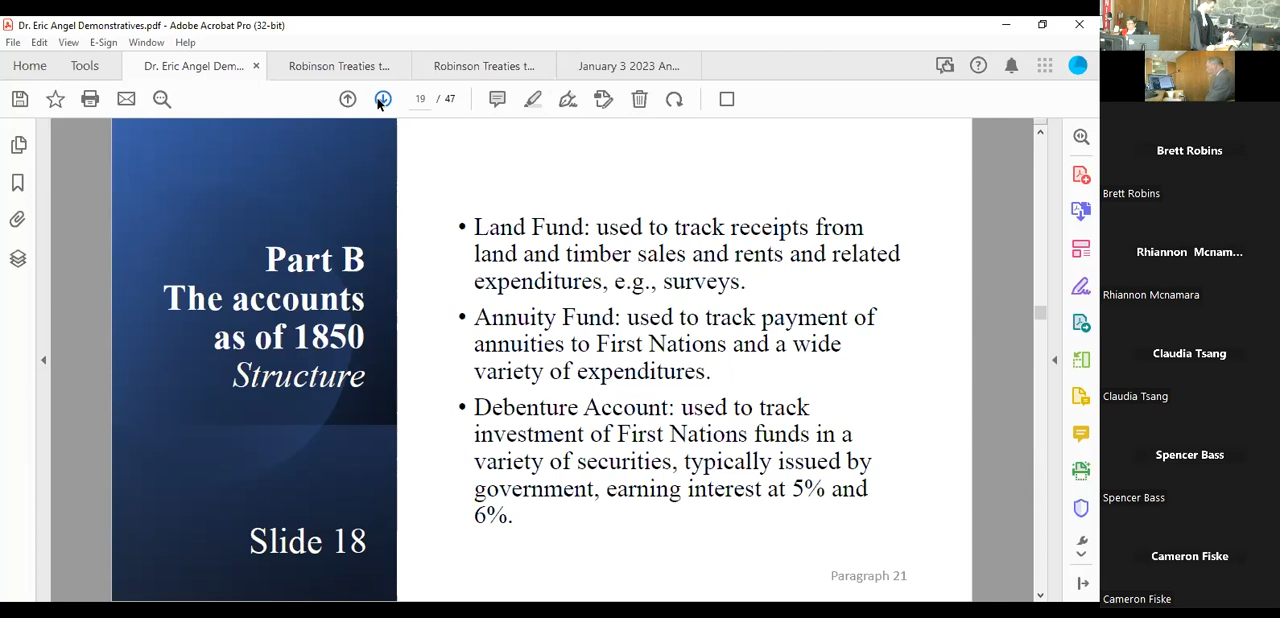 Dr. Eric Angel Demonstratives.pdf - Adobe Acrobat Pro (32-bit)
File Edit View E-Sign Window Help
Home Tools Dr. Eric Angel Dem... × Robinson Treaties t... Robinson Treaties t... January 3 2023 An...
19 / 47
Part B
The accounts
as of 1850
Structure
Slide 18
• Land Fund: used to track receipts from
land and timber sales and rents and related
expenditures, e.g., surveys.
• Annuity Fund: used to track payment of
annuities to First Nations and a wide
variety of expenditures.
• Debenture Account: used to track
investment of First Nations funds in a
variety of securities, typically issued by
government, earning interest at 5% and
6%.
Paragraph 21
Brett Robins
Brett Robins
Rhiannon Mcnam...
Rhiannon Mcnamara
Claudia Tsang
Claudia Tsang
Spencer Bass
Spencer Bass
Cameron Fiske
Cameron Fiske